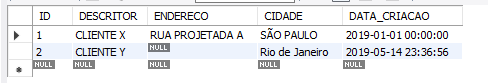 ID DESCRITOR ENDERECO CIDADE DATA_CRIACAO
1 CLIENTE X RUA PROJETADA A SÃO PAULO 2019-01-01 00:00:00
2 CLIENTE Y NULL Rio de Janeiro 2019-05-14 23:36:56
NULL NULL NULL NULL NULL